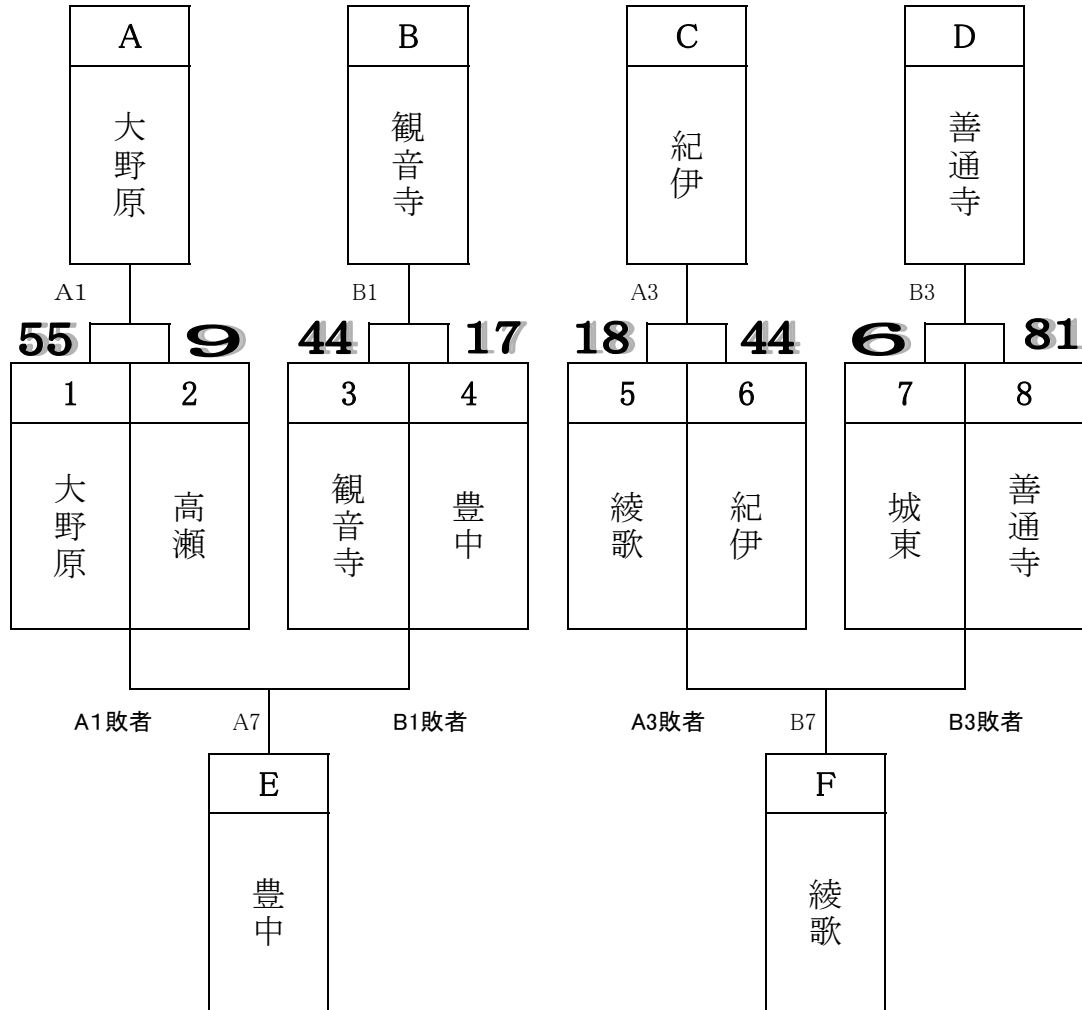 A
B
C
D
大野原
観音寺
紀伊
善通寺
A1
B1
A3
B3
55 9
44 17
18 44
6 81
1 2
3 4
5 6
7 8
大野原 高瀬
観音寺 豊中
綾歌 紀伊
城東 善通寺
A1敗者 A7 B1敗者
A3敗者 B7 B3敗者
E
F
豊中
綾歌